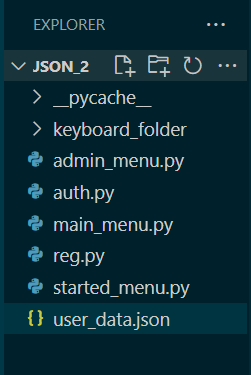 EXPLORER
JSON_2
__pycache__
keyboard_folder
admin_menu.py
auth.py
main_menu.py
reg.py
started_menu.py
{} user_data.json